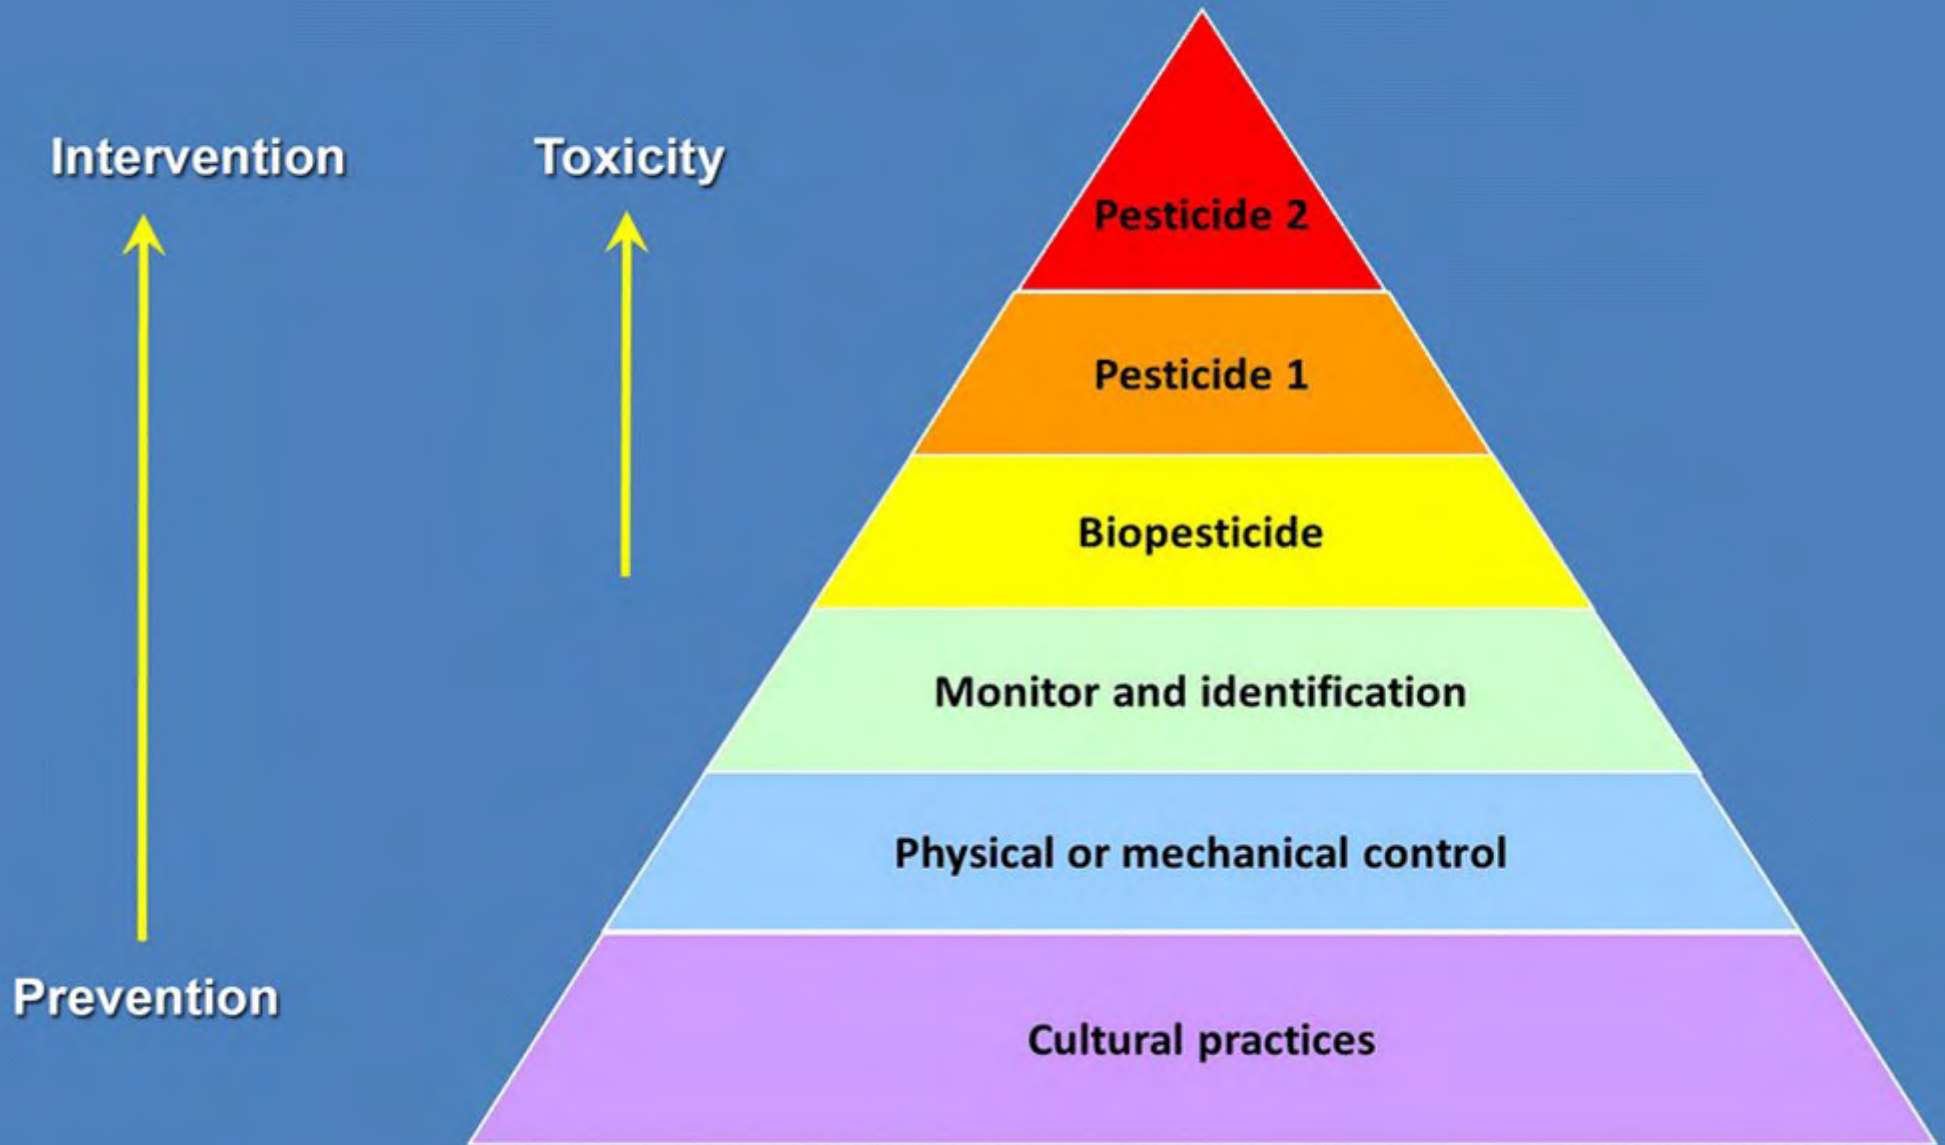 Intervention
Toxicity
Pesticide 2
Pesticide 1
Biopesticide
Monitor and identification
Physical or mechanical control
Prevention
Cultural practices